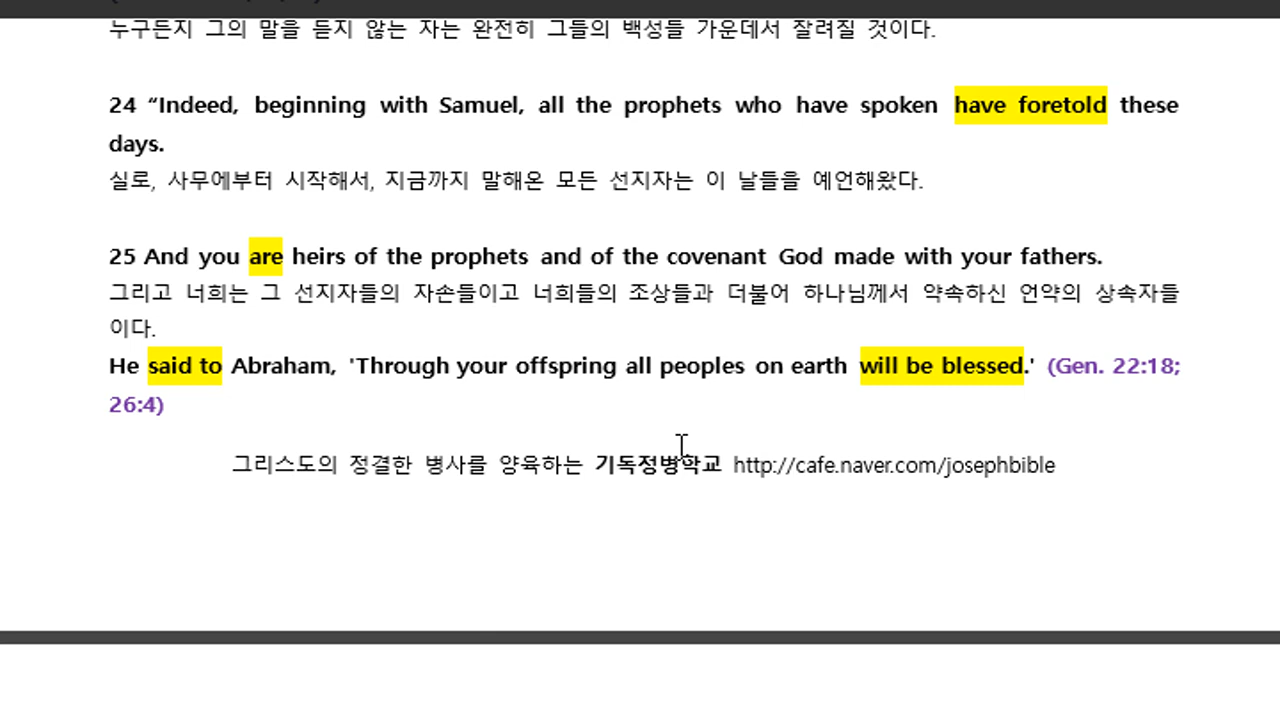 누구든지 그의 말을 듣지 않는 자는 완전히 그들의 백성들 가운데서 잘려질 것이다.
24 “Indeed, beginning with Samuel, all the prophets who have spoken have foretold these
days.
실로, 사무에부터 시작해서, 지금까지 말해온 모든 선지자는 이 날들을 예언해왔다.
25 And you are heirs of the prophets and of the covenant God made with your fathers.
그리고 너희는 그 선지자들의 자손들이고 너희들의 조상들과 더불어 하나님께서 약속하신 언약의 상속자들
이다.
He said to Abraham, 'Through your offspring all peoples on earth will be blessed.' (Gen. 22:18;
26:4)
그리스도의 정결한 병사를 양육하는 기독정병학교 http://cafe.naver.com/josephbible